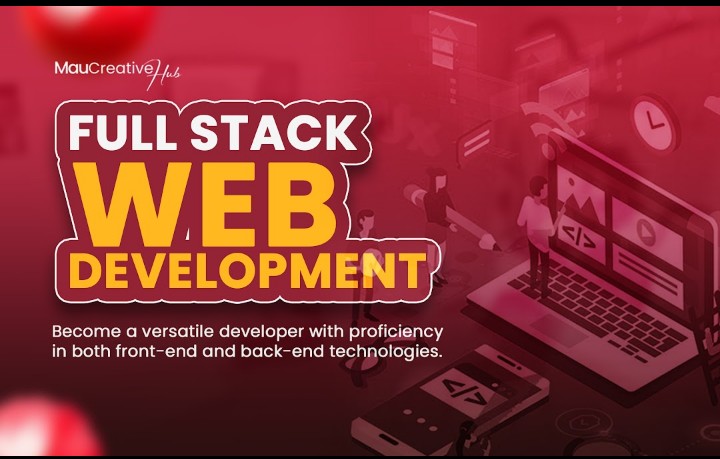 MauCreative Hub
FULL STACK
WEB
DEVELOPMENT
Become a versatile developer with proficiency
in both front-end and back-end technologies.
</>
</>